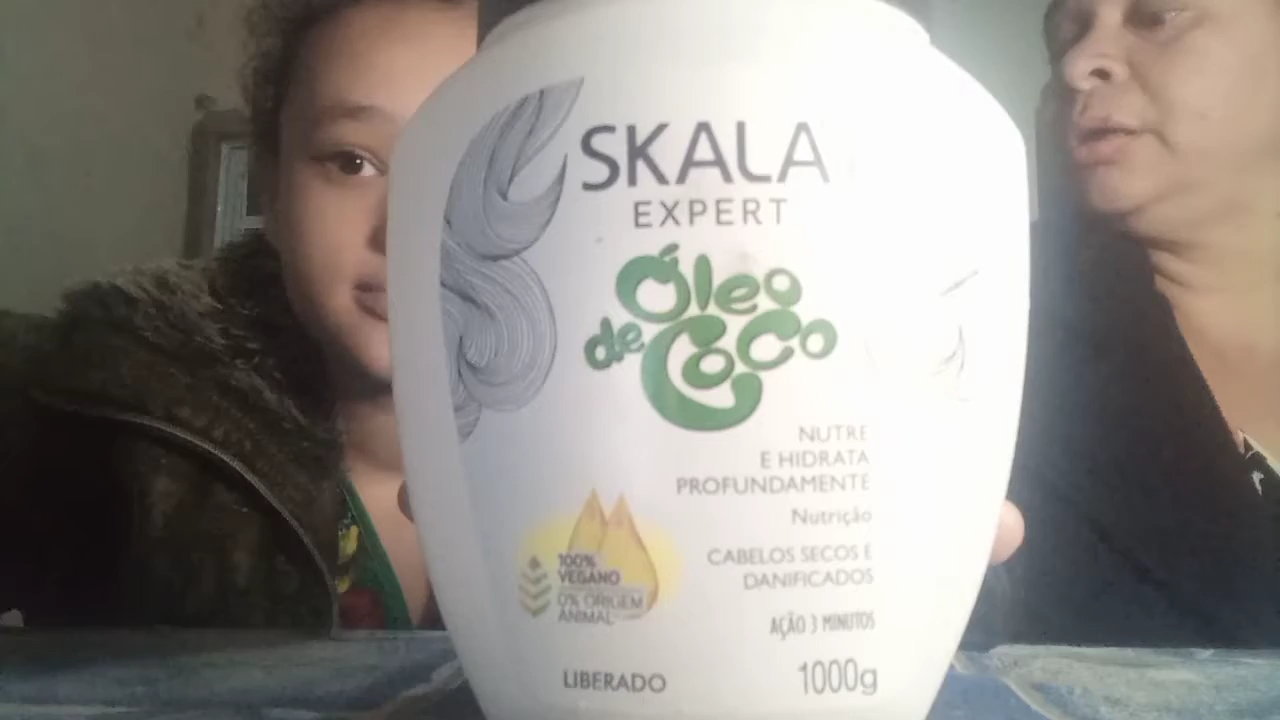 SKALA
EXPERT
Óleo
de Coco
NUTRE
E HIDRATA
PROFUNDAMENTE
Nutrição
CABELOS SECOS E
DANIFICADOS
AÇÃO 3 MINUTOS
100%
VEGANO
0% ORIGEM
ANIMAL
LIBERADO
1000g